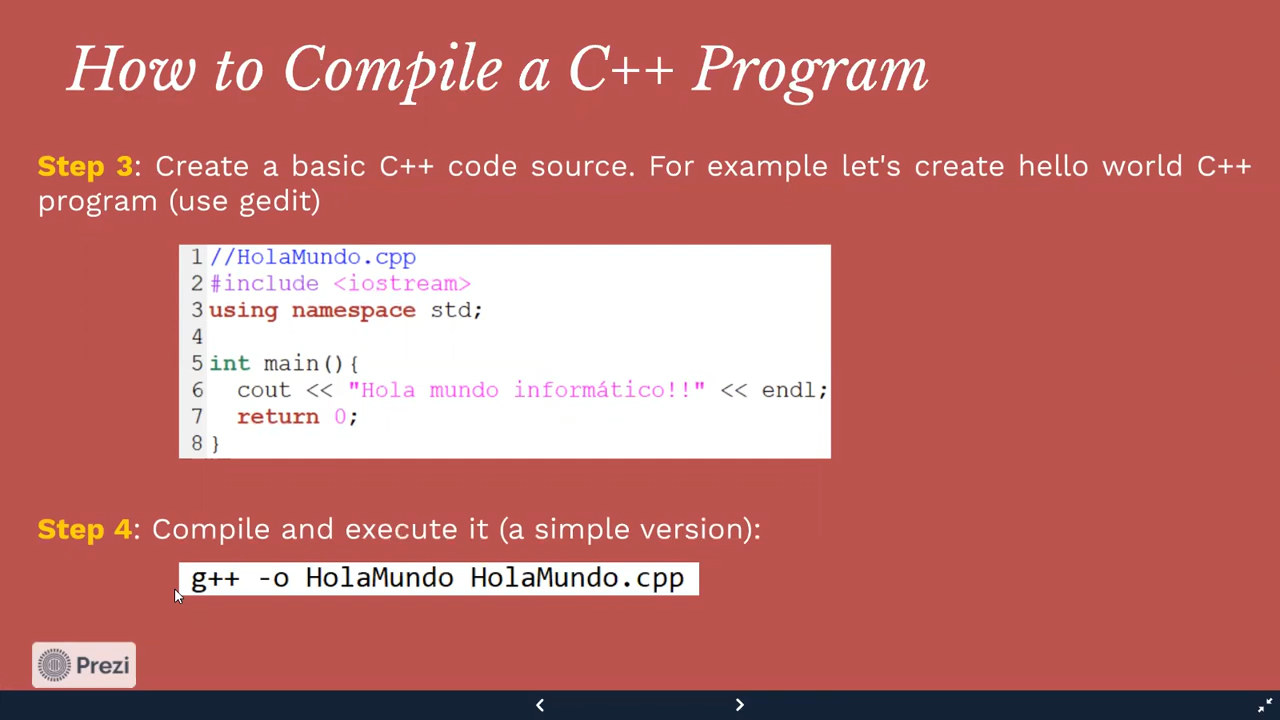 How to Compile a C++ Program
Step 3: Create a basic C++ code source. For example let's create hello world C++
program (use gedit)
1 //HolaMundo.cpp
2 #include <iostream>
3 using namespace std;
4
5 int main(){
6   cout << "Hola mundo informático!!" << endl;
7   return 0;
8 }
Step 4: Compile and execute it (a simple version):
g++ -o HolaMundo HolaMundo.cpp
Prezi